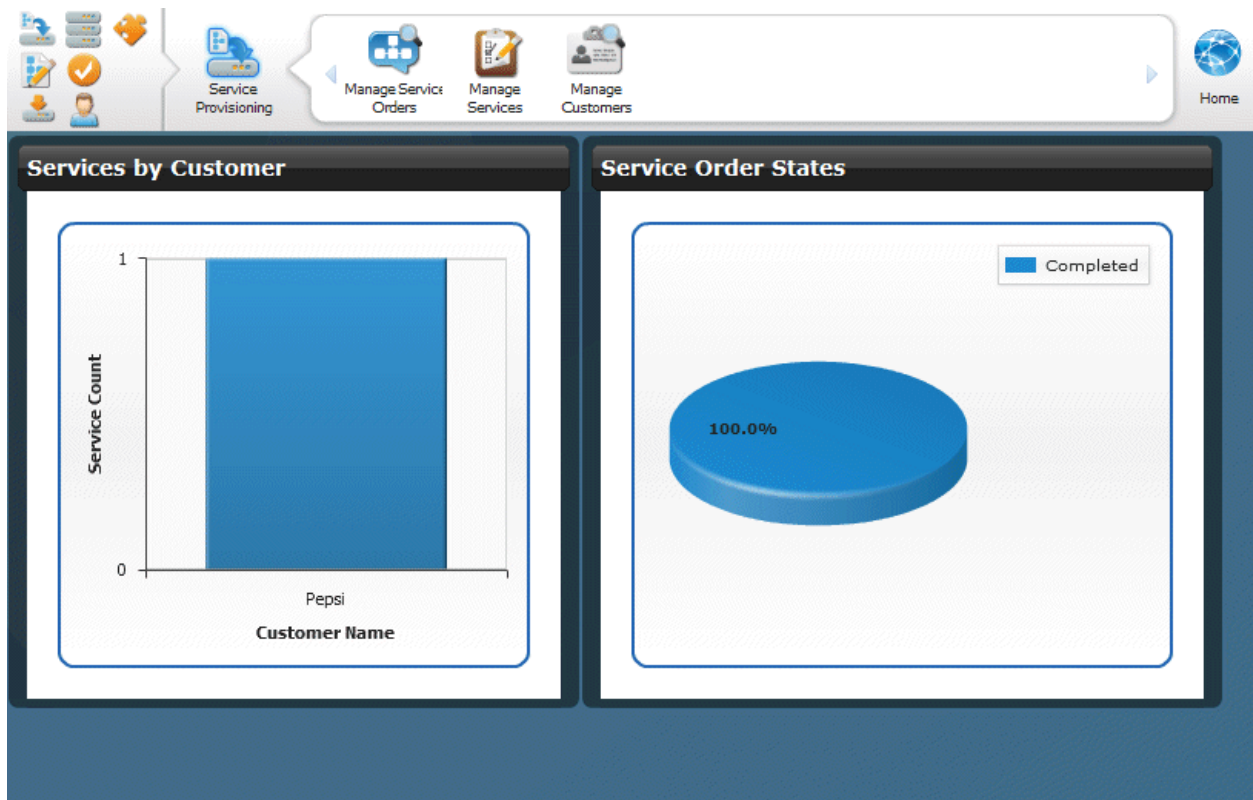 Service
Provisioning
Manage Service
Orders
Manage
Services
Manage
Customers
Home
Services by Customer
1
Service Count
0
Pepsi
Customer Name
Service Order States
Completed
100.0%